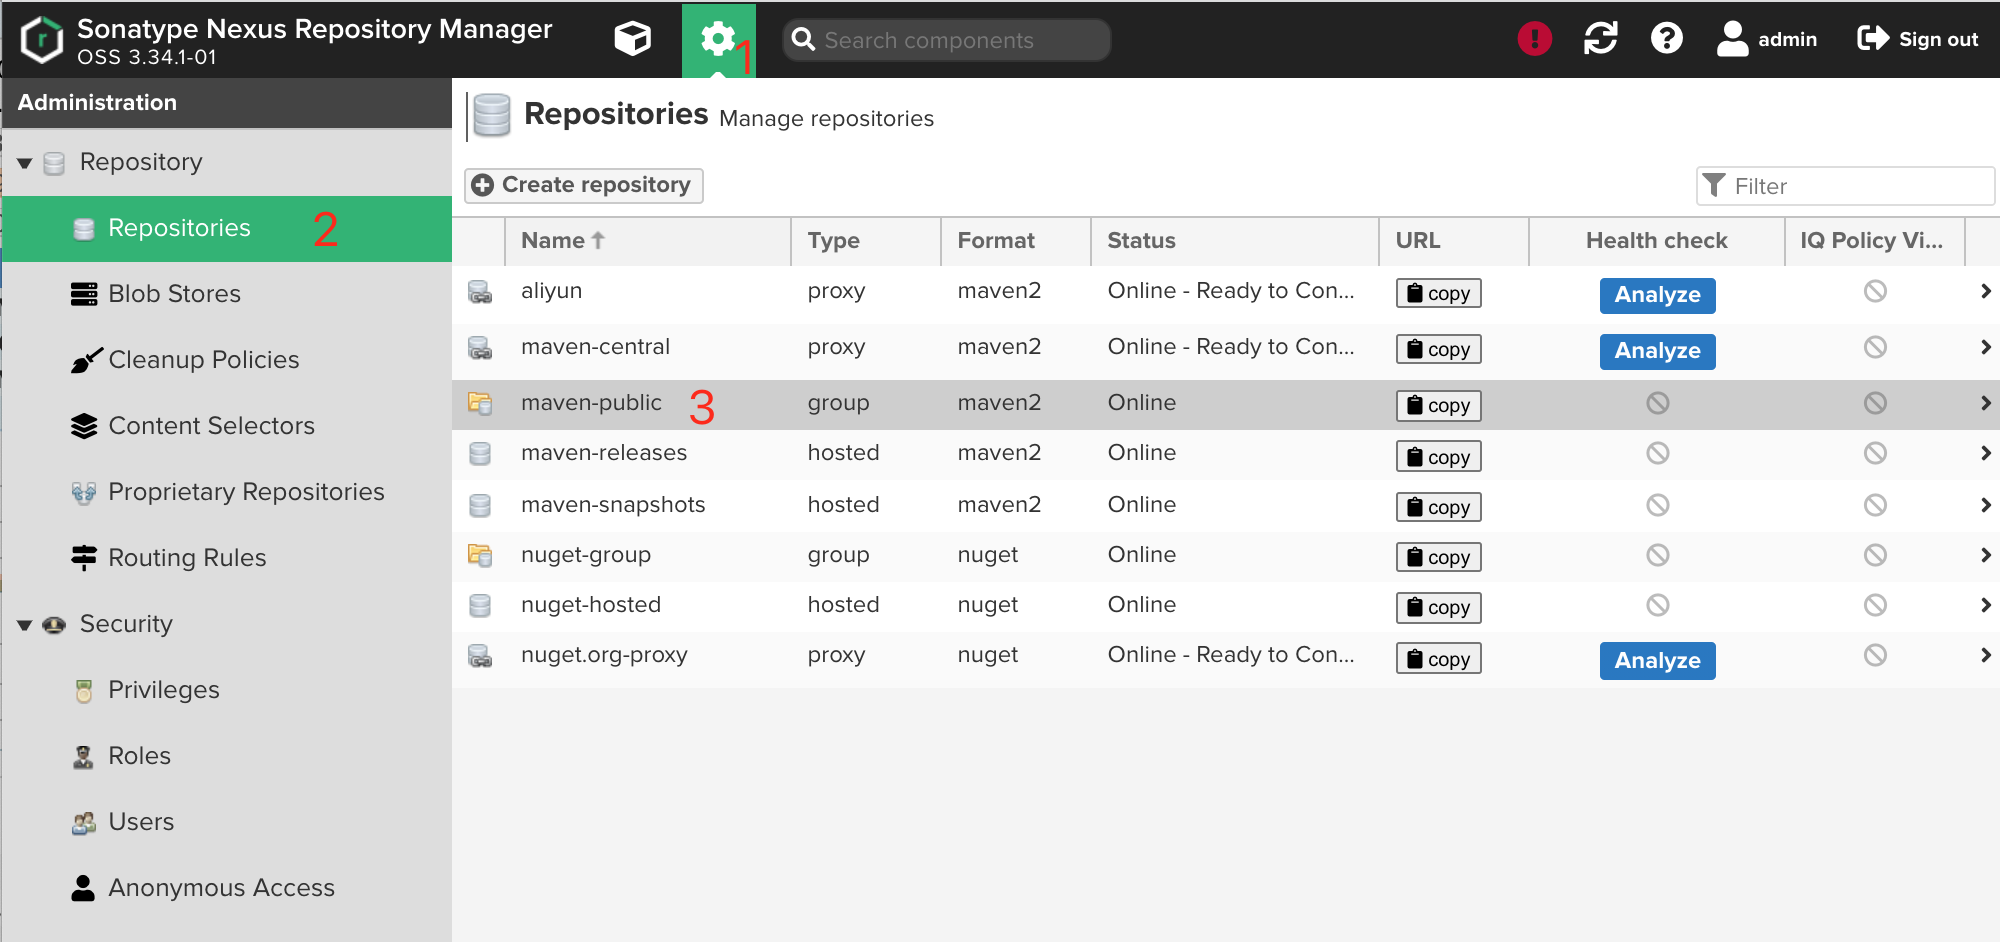 Sonatype Nexus Repository Manager
OSS 3.34.1-01
1
Search components
admin
Sign out
Administration
Repository
Repositories 2
Blob Stores
Cleanup Policies
Content Selectors
Proprietary Repositories
Routing Rules
Security
Privileges
Roles
Users
Anonymous Access
Repositories Manage repositories
Create repository
Filter
Name Type Format Status URL Health check IQ Policy Vi...
aliyun proxy maven2 Online - Ready to Con... copy Analyze
maven-central proxy maven2 Online - Ready to Con... copy Analyze
maven-public 3 group maven2 Online copy
maven-releases hosted maven2 Online copy
maven-snapshots hosted maven2 Online copy
nuget-group group nuget Online copy
nuget-hosted hosted nuget Online copy
nuget.org-proxy proxy nuget Online - Ready to Con... copy Analyze